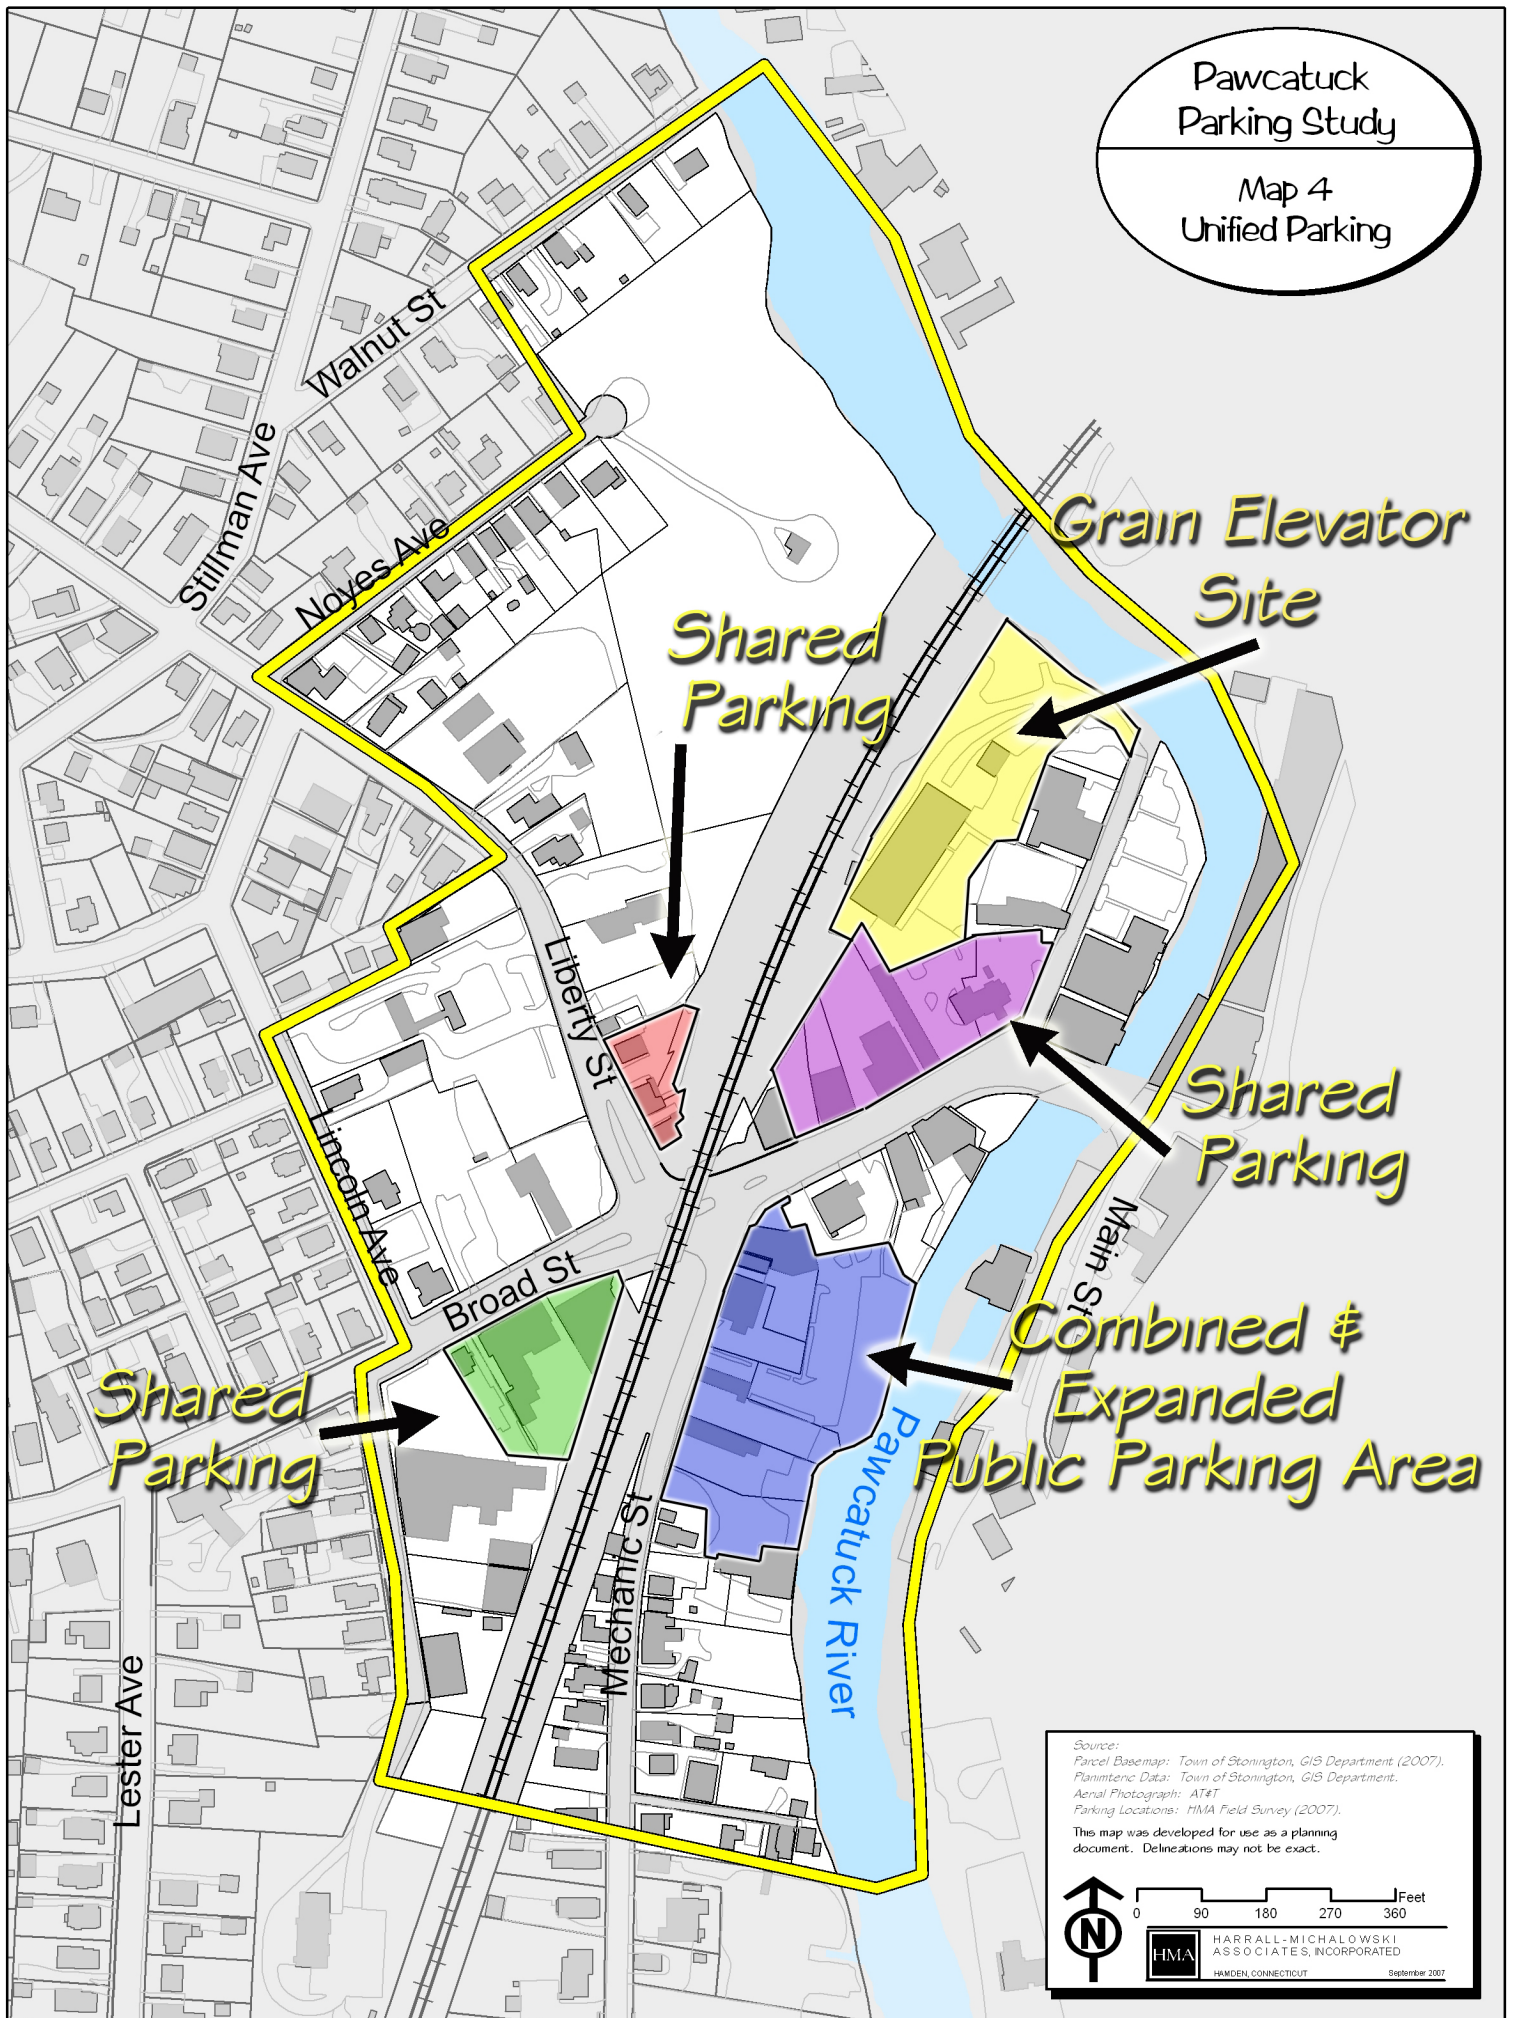 Pawcatuck
Parking Study
Map 4
Unified Parking
Walnut St
Stillman Ave
Noyes Ave
Grain Elevator
Site
Shared
Parking
Liberty St
Lincoln Ave
Shared
Parking
Main St
Broad St
Combined &
Expanded
Public Parking Area
Shared
Parking
Pawcatuck River
Mechanic St
Lester Ave
Source:
Parcel Basemap: Town of Stonington, GIS Department (2007).
Planimteric Data: Town of Stonington, GIS Department.
Aerial Photograph: AT&T
Parking Locations: HMA Field Survey (2007).
This map was developed for use as a planning
document. Delineations may not be exact.
N
Feet
0 90 180 270 360
HMA
HARRALL-MICHALOWSKI
ASSOCIATES, INCORPORATED
HAMDEN, CONNECTICUT September 2007